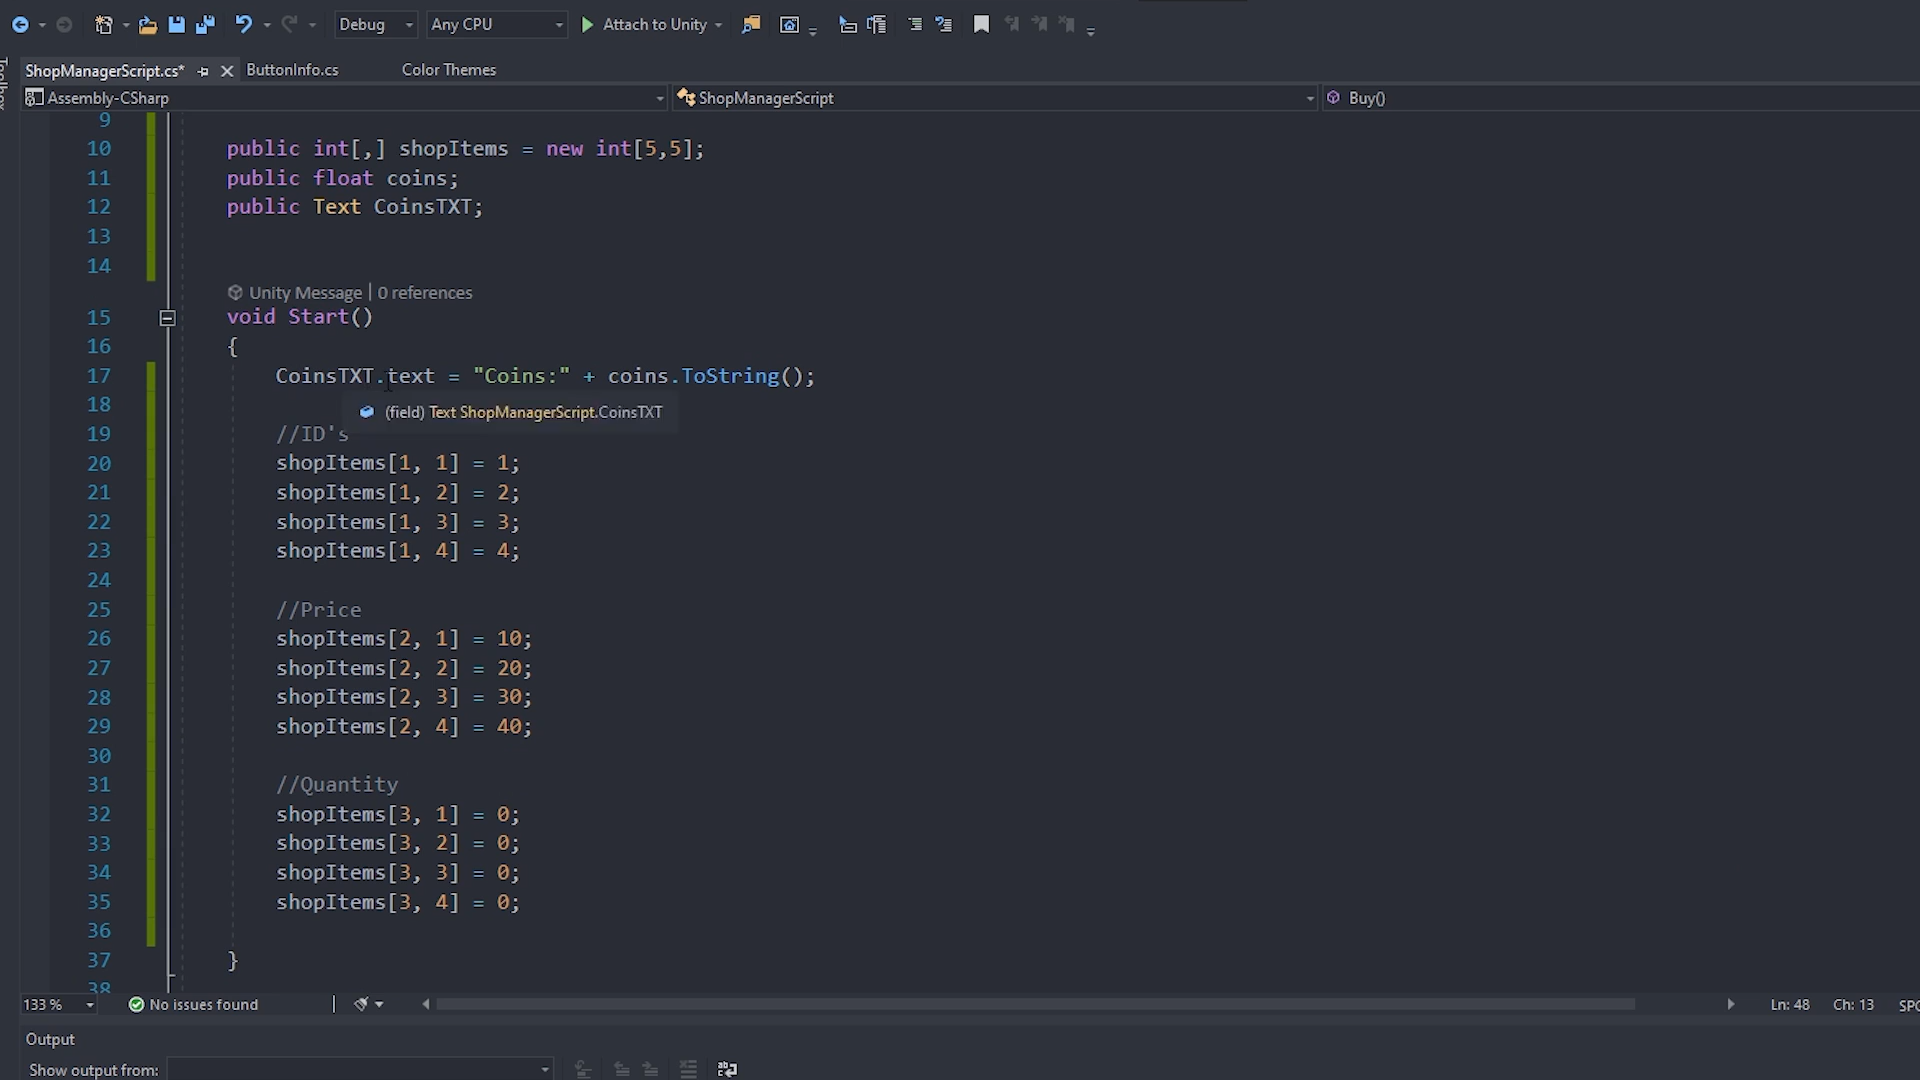 Debug Any CPU Attach to Unity
Toolbox
ShopManagerScript.cs* ButtonInfo.cs Color Themes
Assembly-CSharp ShopManagerScript Buy()
9
10 public int[,] shopItems = new int[5,5];
11 public float coins;
12 public Text CoinsTXT;
13
14
Unity Message | 0 references
15 void Start()
16 {
17 CoinsTXT.text = "Coins:" + coins.ToString();
18 (field) Text ShopManagerScript.CoinsTXT
19 //ID's
20 shopItems[1, 1] = 1;
21 shopItems[1, 2] = 2;
22 shopItems[1, 3] = 3;
23 shopItems[1, 4] = 4;
24
25 //Price
26 shopItems[2, 1] = 10;
27 shopItems[2, 2] = 20;
28 shopItems[2, 3] = 30;
29 shopItems[2, 4] = 40;
30
31 //Quantity
32 shopItems[3, 1] = 0;
33 shopItems[3, 2] = 0;
34 shopItems[3, 3] = 0;
35 shopItems[3, 4] = 0;
36
37 }
38
133 % No issues found Ln: 48 Ch: 13 SPC
Output
Show output from: